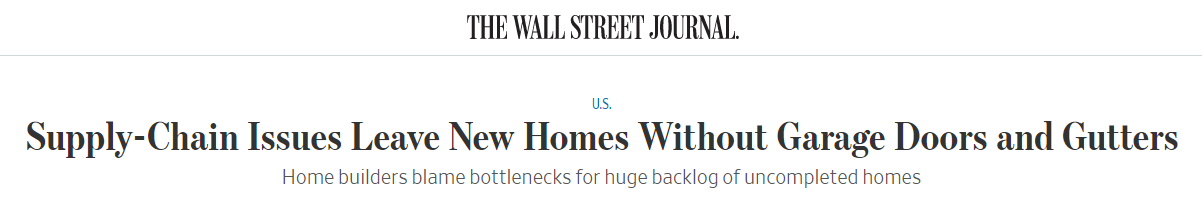 THE WALL STREET JOURNAL.
U.S.
Supply-Chain Issues Leave New Homes Without Garage Doors and Gutters
Home builders blame bottlenecks for huge backlog of uncompleted homes